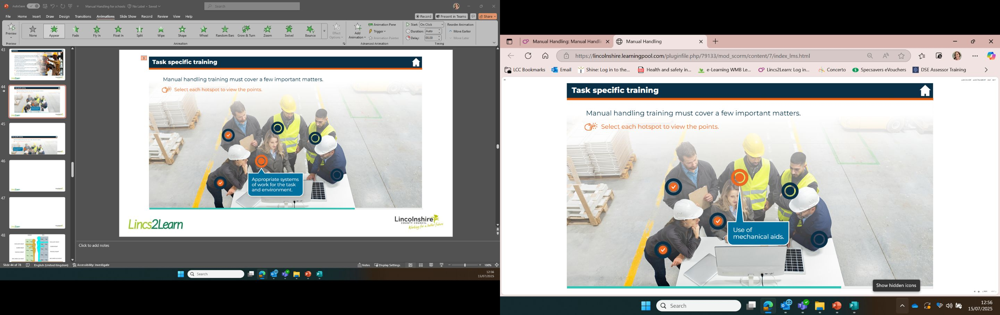 AutoSave
Manual Handling for schools
No Label • Saved
Search
File
Home
Insert
Draw
Design
Transitions
Animations
Slide Show
Record
Review
View
Help
Record
Present in Teams
Share
Preview
None
Appear
Fade
Fly In
Float In
Split
Wipe
Shape
Wheel
Random Bars
Grow & Turn
Zoom
Swivel
Bounce
Effect
Options
Add
Animation
Animation Pane
Trigger
Animation Painter
Start: On Click
Duration: Auto
Delay: 00.00
Reorder Animation
Move Earlier
Move Later
Preview
Animation
Advanced Animation
Timing
43
44
45
46
47
48
3
Task specific training
Manual handling training must cover a few important matters.
Select each hotspot to view the points.
Appropriate systems
of work for the task
and environment.
Lincs2Learn
Lincolnshire
COUNTY COUNCIL
Working for a better future
Click to add notes
Slide 44 of 78
English (United Kingdom)
Accessibility: Investigate
Notes
Display Settings
100%
Search
12:56
15/07/2025
Manual Handling: Manual Handli
Manual Handling
https://lincolnshire.learningpool.com/pluginfile.php/79133/mod_scorm/content/7/index_lms.html
LCC Bookmarks
Email
Shine: Log in to the...
Health and safety in...
e-Learning WMB Le...
Lincs2Learn: Log in...
Concerto
Specsavers eVouchers
DSE Assessor Training
Task specific training
Manual handling training must cover a few important matters.
Select each hotspot to view the points.
Use of
mechanical aids.
Show hidden icons
Search
12:56
15/07/2025